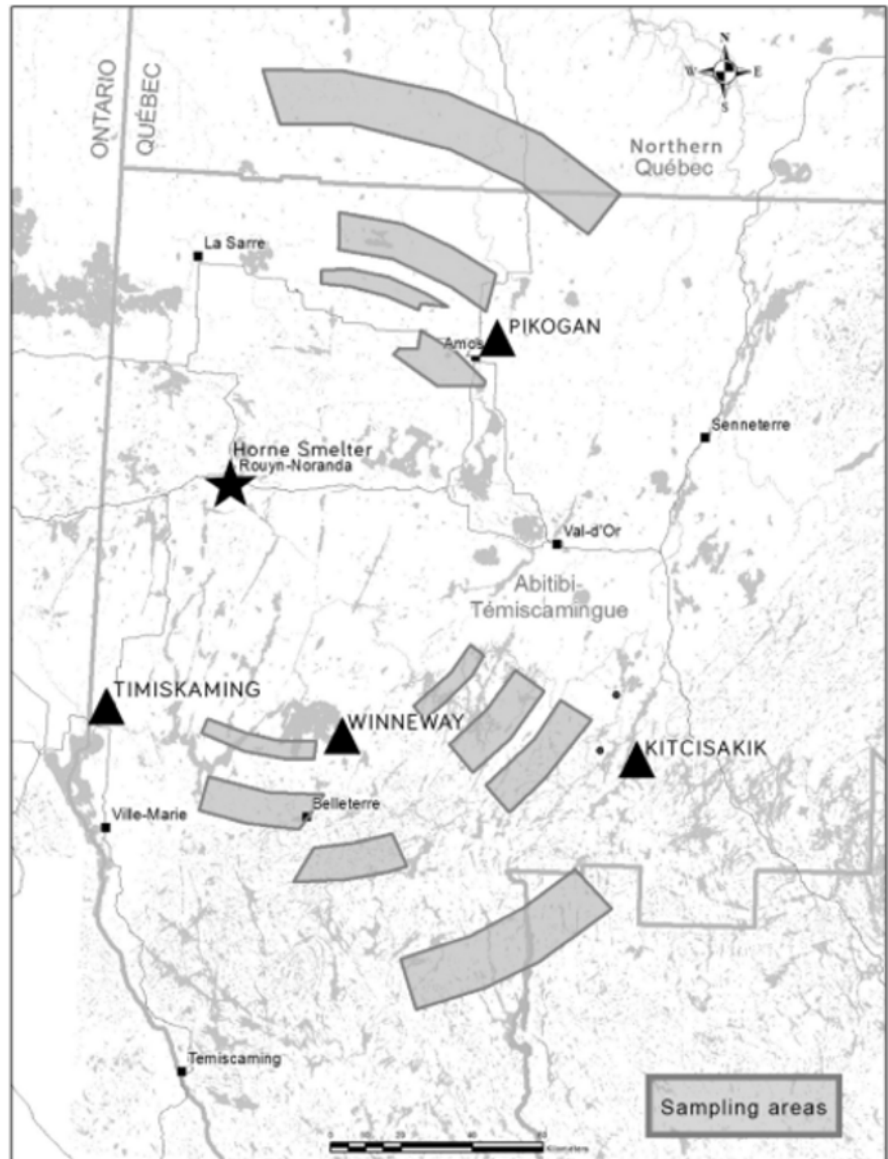 N
W E
S
ONTARIO
QUÉBEC
Northern
Québec
La Sarre
PIKOGAN
Amos
Senneterre
Horne Smelter
Rouyn-Noranda
Val-d'Or
Abitibi-
Témiscamingue
TIMISKAMING
WINNEWAY
KITCISAKIK
Ville-Marie
Belleterre
Temiscaming
Sampling areas
Kilometers